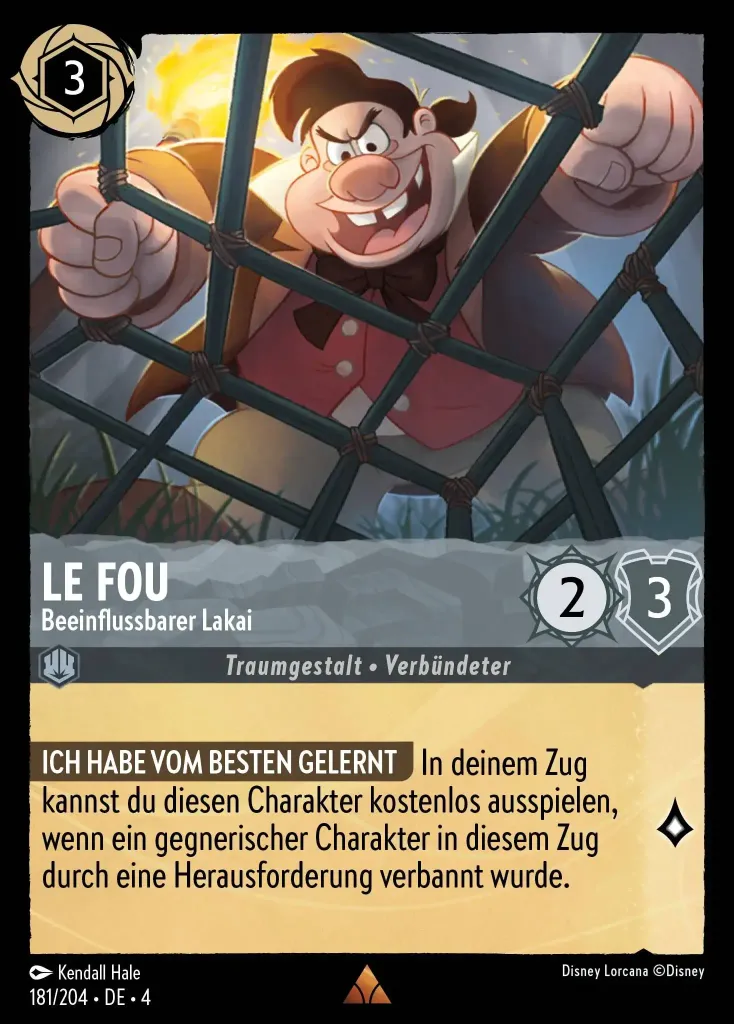 3
LE FOU
Beeinflussbarer Lakai
2
3
Traumgestalt • Verbündeter
ICH HABE VOM BESTEN GELERNT In deinem Zug
kannst du diesen Charakter kostenlos ausspielen,
wenn ein gegnerischer Charakter in diesem Zug
durch eine Herausforderung verbannt wurde.
Kendall Hale
Disney Lorcana ©Disney
181/204 • DE • 4